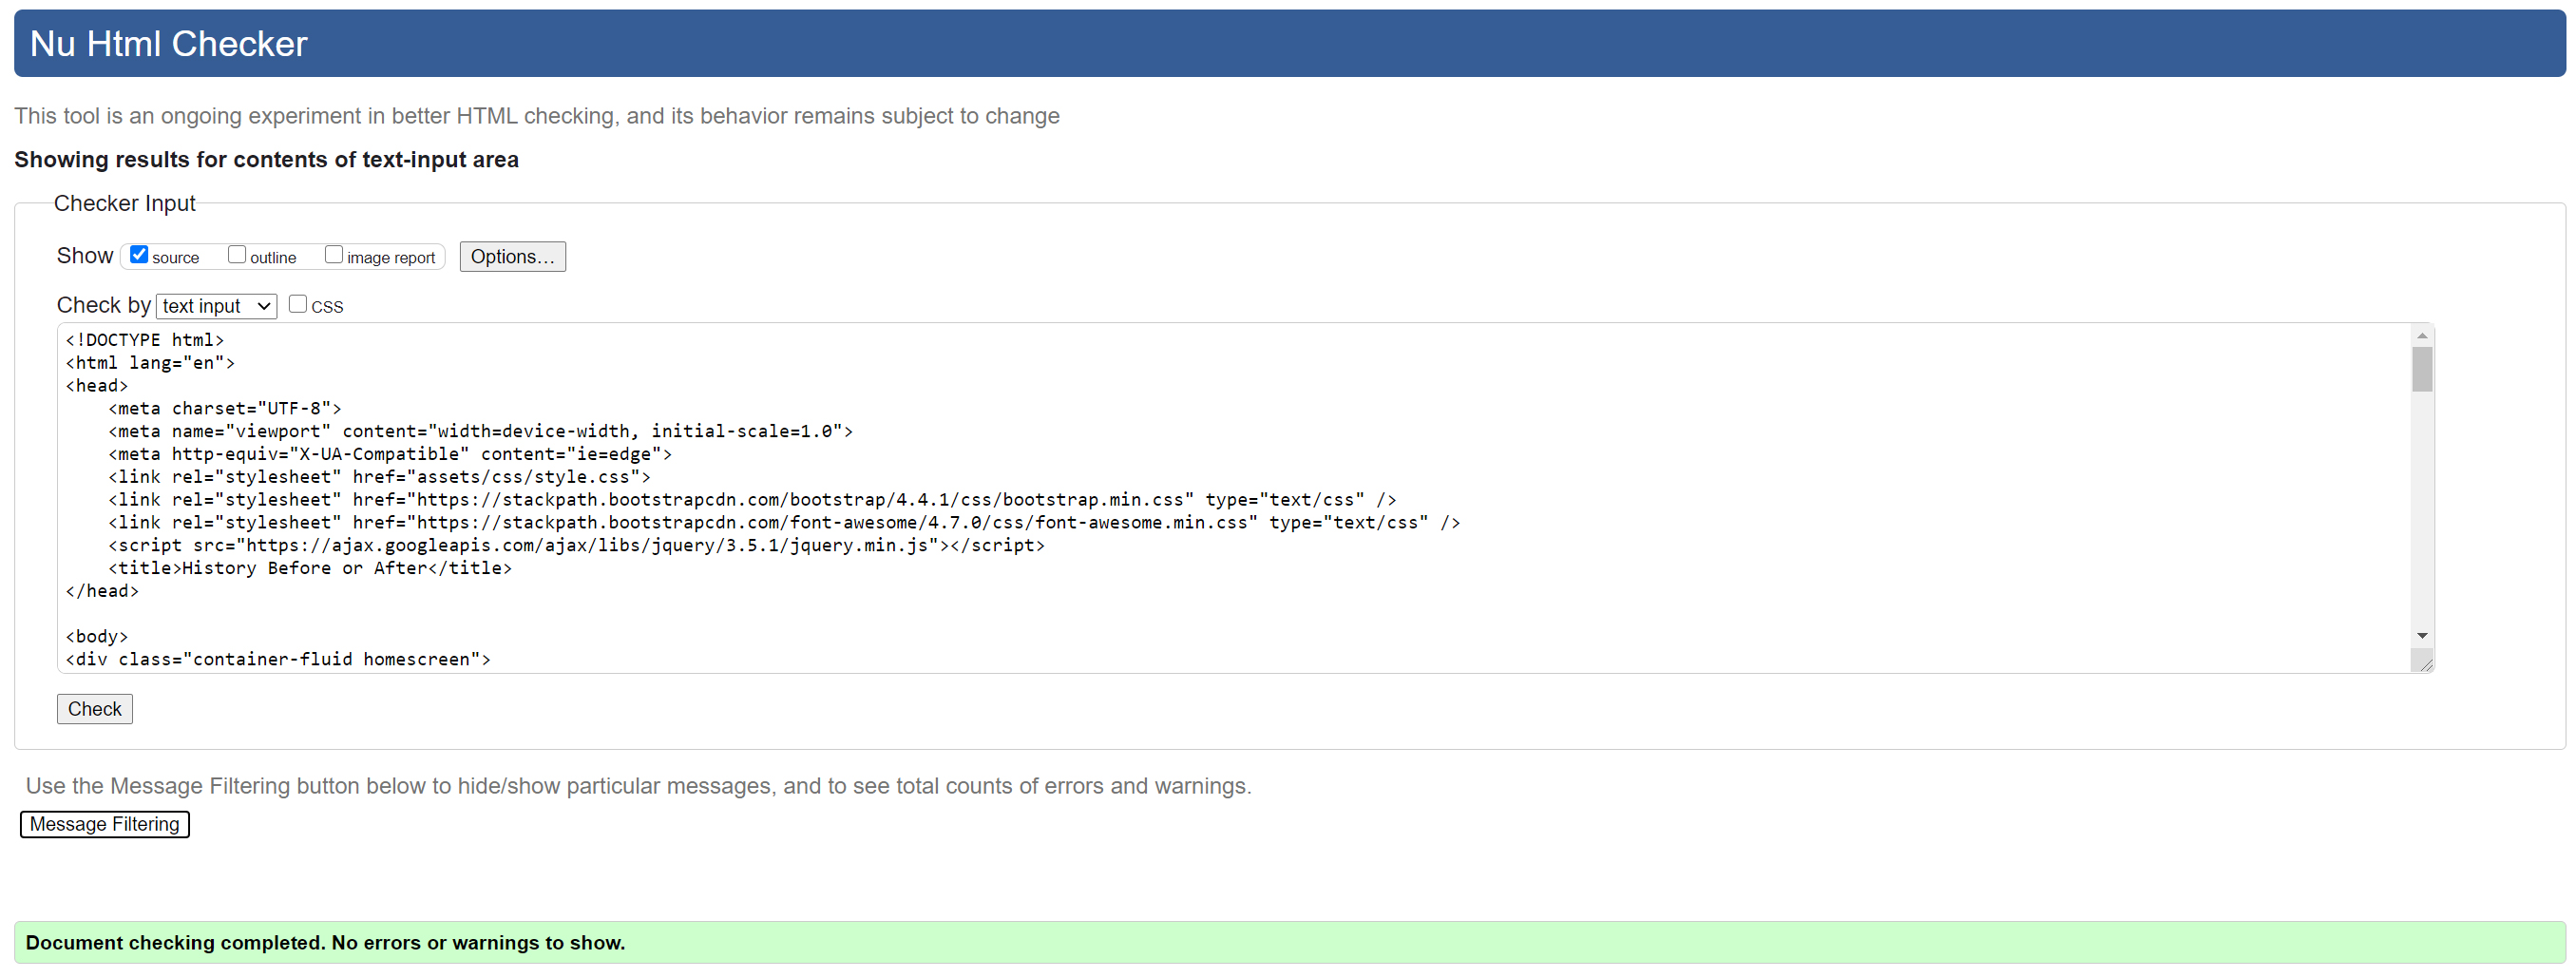 Nu Html Checker
This tool is an ongoing experiment in better HTML checking, and its behavior remains subject to change
Showing results for contents of text-input area
Checker Input
Show source outline image report Options...
Check by text input CSS
<!DOCTYPE html>
<html lang="en">
<head>
    <meta charset="UTF-8">
    <meta name="viewport" content="width=device-width, initial-scale=1.0">
    <meta http-equiv="X-UA-Compatible" content="ie=edge">
    <link rel="stylesheet" href="assets/css/style.css">
    <link rel="stylesheet" href="https://stackpath.bootstrapcdn.com/bootstrap/4.4.1/css/bootstrap.min.css" type="text/css" />
    <link rel="stylesheet" href="https://stackpath.bootstrapcdn.com/font-awesome/4.7.0/css/font-awesome.min.css" type="text/css" />
    <script src="https://ajax.googleapis.com/ajax/libs/jquery/3.5.1/jquery.min.js"></script>
    <title>History Before or After</title>
</head>
<body>
<div class="container-fluid homescreen">
Check
Use the Message Filtering button below to hide/show particular messages, and to see total counts of errors and warnings.
Message Filtering
Document checking completed. No errors or warnings to show.